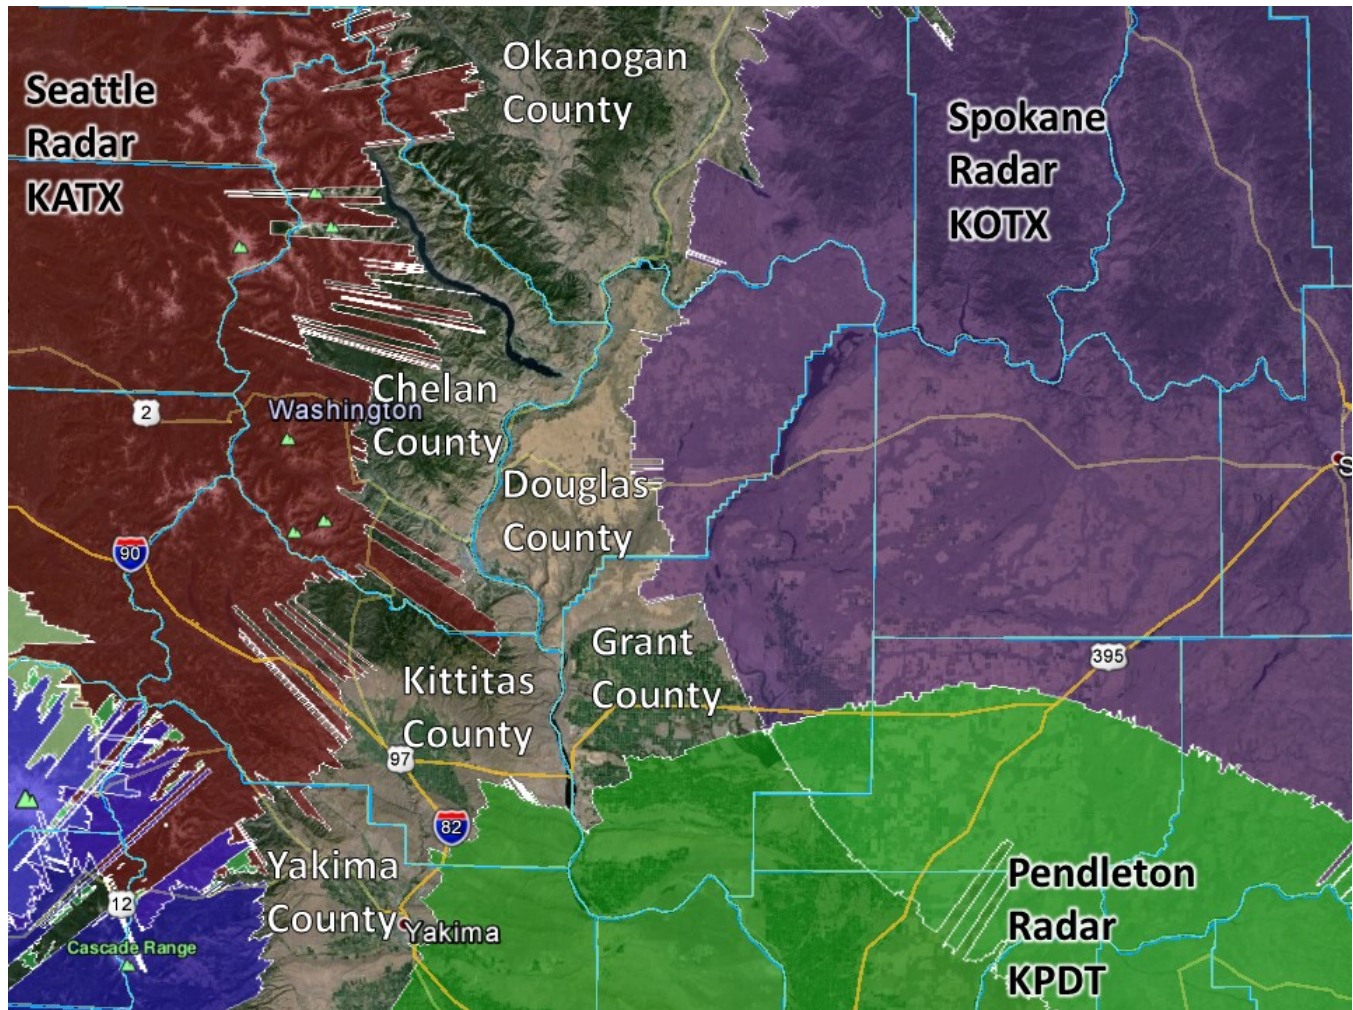 Okanogan
County
Seattle
Radar
KATX
Spokane
Radar
KOTX
Chelan
County
Washington
2
Douglas
County
S
90
Grant
County
395
Kittitas
County
97
82
Yakima
County
Yakima
12
Cascade Range
Pendleton
Radar
KPDT